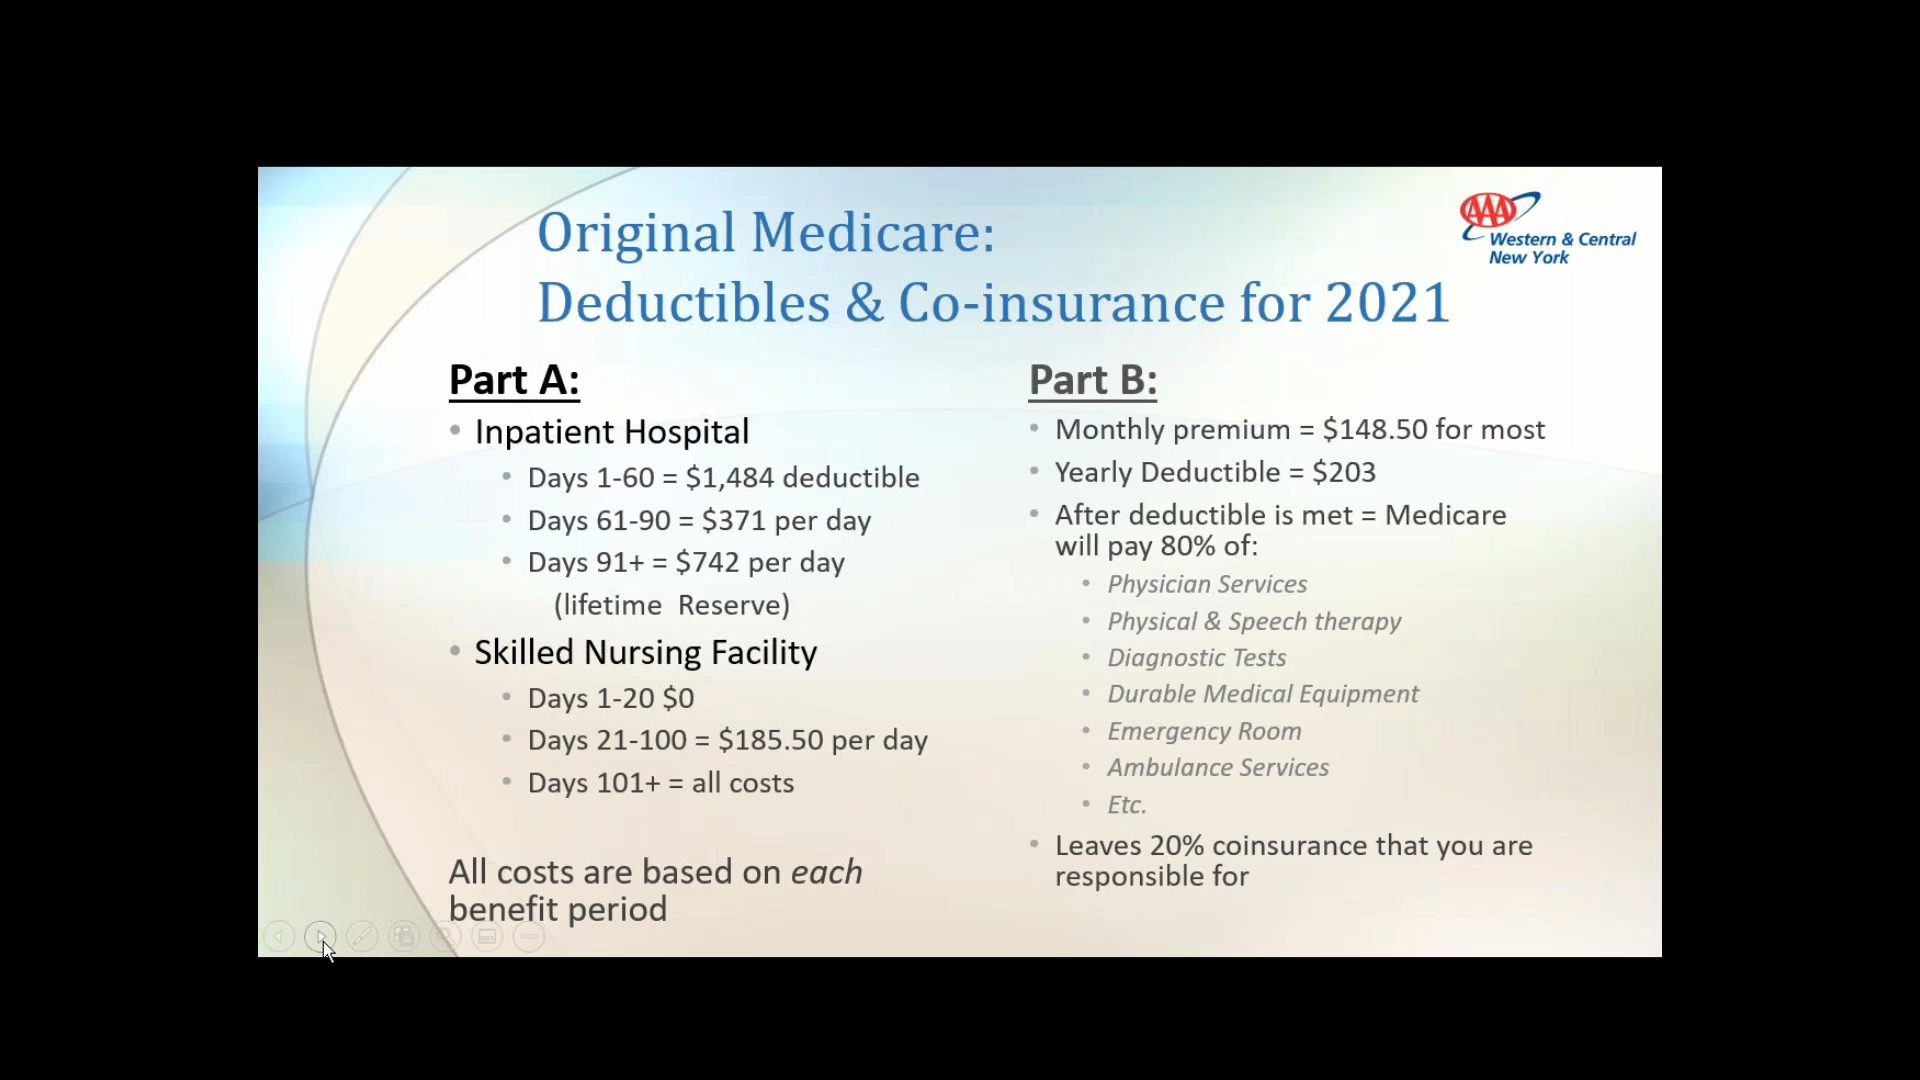 Original Medicare:
Deductibles & Co-insurance for 2021
AAA
Western & Central
New York
Part A:
• Inpatient Hospital
• Days 1-60 = $1,484 deductible
• Days 61-90 = $371 per day
• Days 91+ = $742 per day
(lifetime Reserve)
• Skilled Nursing Facility
• Days 1-20 $0
• Days 21-100 = $185.50 per day
• Days 101+ = all costs
All costs are based on each
benefit period
Part B:
• Monthly premium = $148.50 for most
• Yearly Deductible = $203
• After deductible is met = Medicare
will pay 80% of:
• Physician Services
• Physical & Speech therapy
• Diagnostic Tests
• Durable Medical Equipment
• Emergency Room
• Ambulance Services
• Etc.
• Leaves 20% coinsurance that you are
responsible for